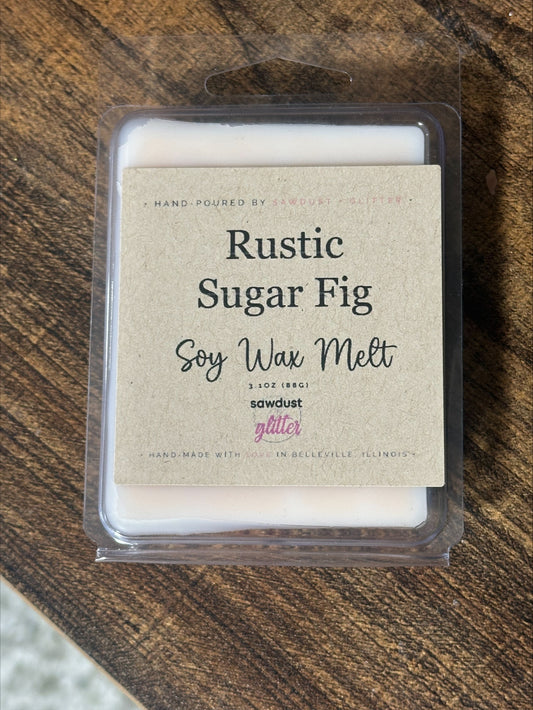 • HAND-POURED BY SAWDUST + GLITTER •
Rustic
Sugar Fig
Soy Wax Melt
3.1OZ (88G)
sawdust
glitter
• HAND-MADE WITH LOVE IN BELLEVILLE, ILLINOIS •